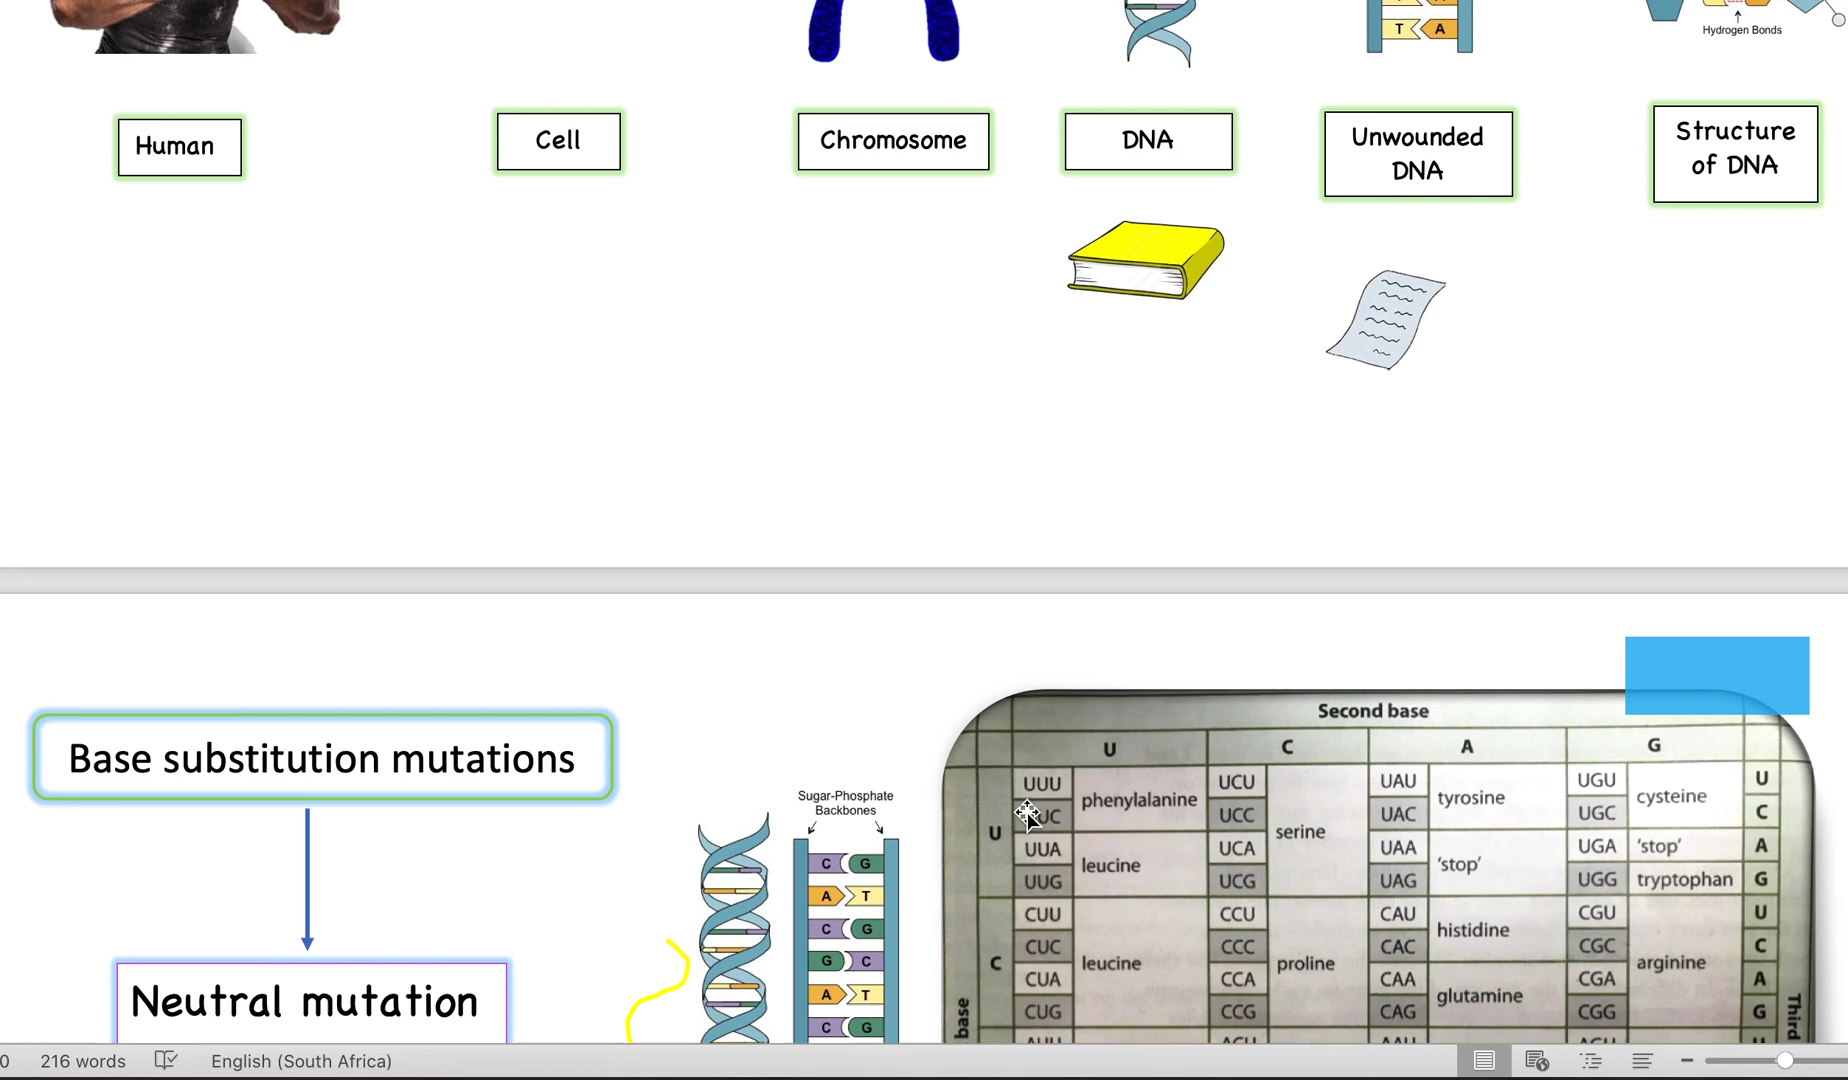 T A
Hydrogen Bonds
Human
Cell
Chromosome
DNA
Unwounded
DNA
Structure
of DNA
Base substitution mutations
Neutral mutation
Sugar-Phosphate
Backbones
C G
A T
C G
G C
A T
C G
Second base
U C A G
UUU phenylalanine UCU serine UAU tyrosine UGU cysteine U
UC UCC UAC UGC C
U UUA leucine UCA UAA 'stop' UGA 'stop' A
UUG UCG UAG UGG tryptophan G
CUU leucine CCU proline CAU histidine CGU arginine U
C CUC CCC CAC CGC C
CUA CCA CAA glutamine CGA A
CUG CCG CAG CGG G
base
Third
216 words
English (South Africa)